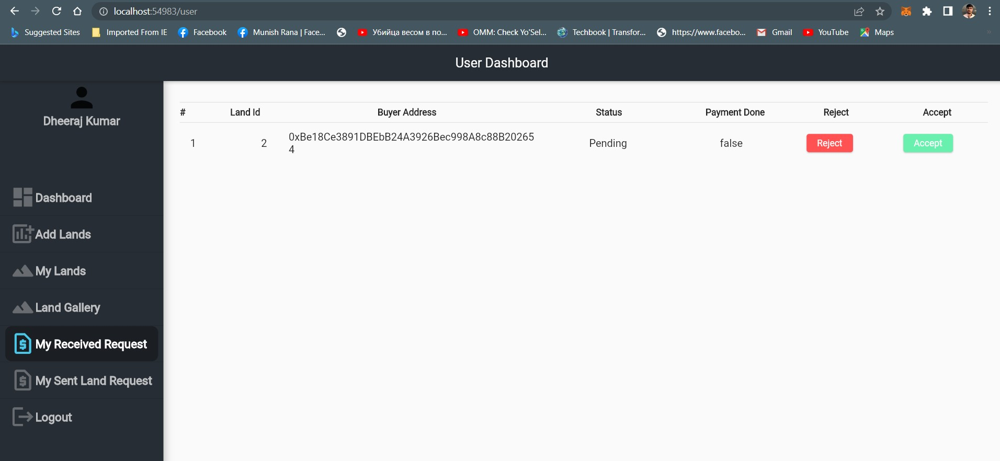 localhost:54983/user
Suggested Sites Imported From IE Facebook Munish Rana | Face... Убийца весом в по... OMM: Check Yo'Sel... Techbook | Transfor... https://www.facebo... Gmail YouTube Maps
User Dashboard
Dheeraj Kumar
Dashboard
Add Lands
My Lands
Land Gallery
My Received Request
My Sent Land Request
Logout
# Land Id Buyer Address Status Payment Done Reject Accept
1 2 0xBe18Ce3891DBEbB24A3926Bec998A8c88B20265 Pending false Reject Accept
4